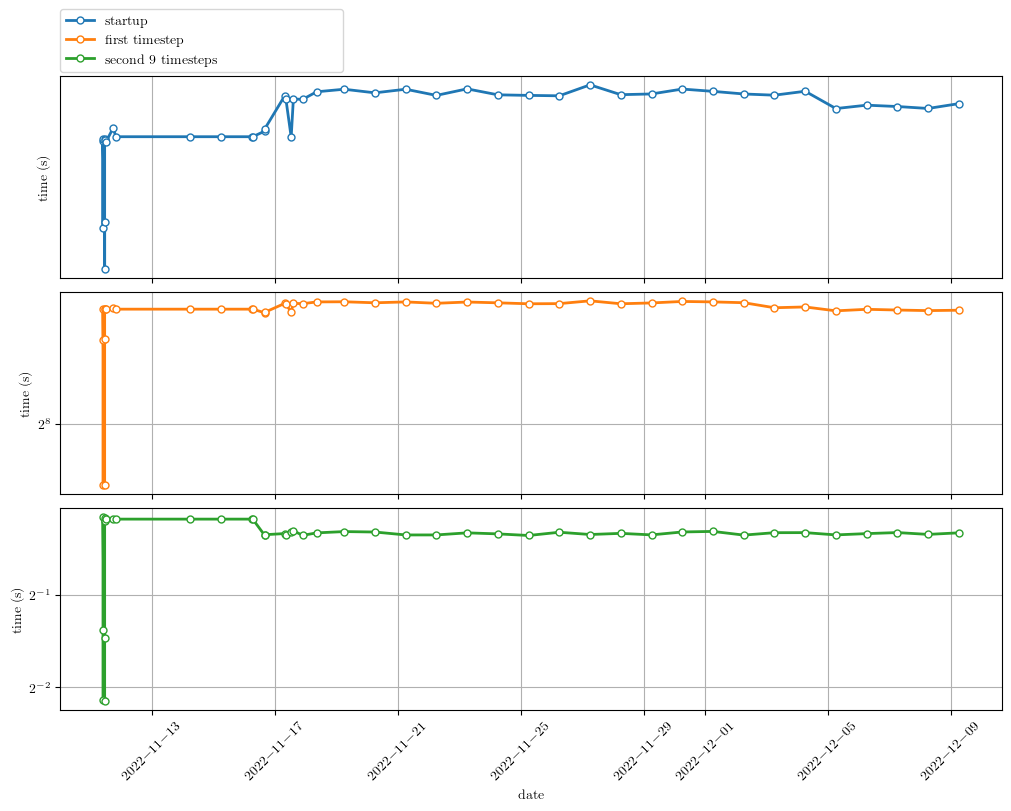 startup
first timestep
second 9 timesteps
time (s)
time (s)
2⁸
time (s)
2⁻¹
2⁻²
2022−11−13
2022−11−17
2022−11−21
2022−11−25
2022−11−29
2022−12−01
2022−12−05
2022−12−09
date